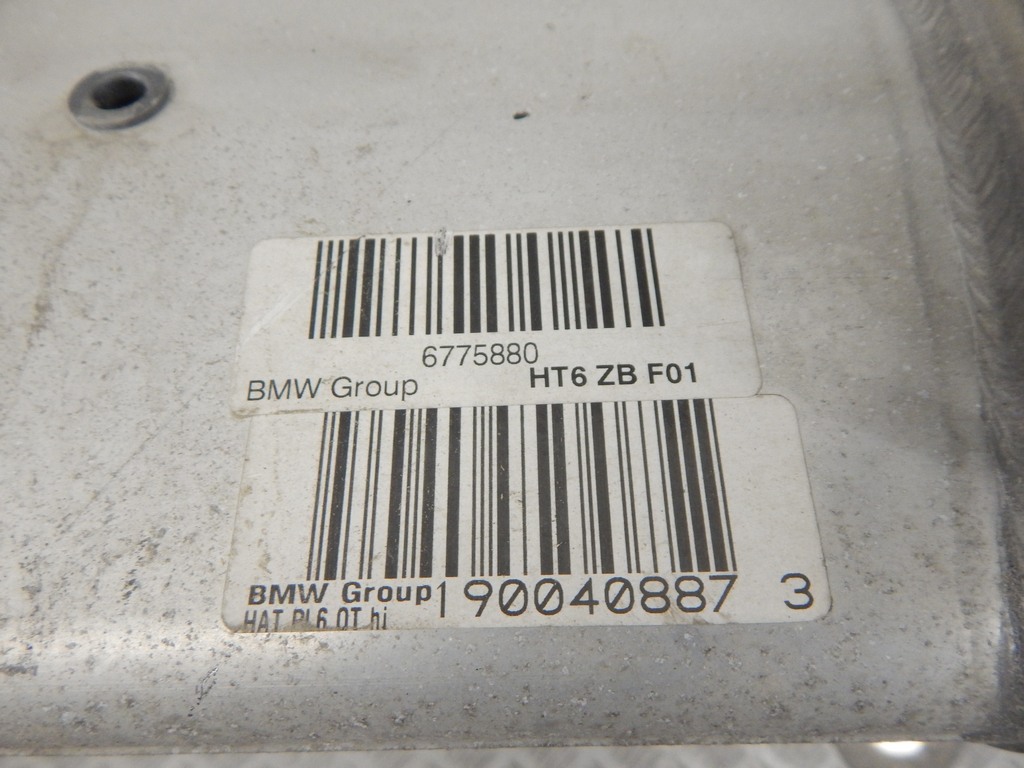 6775880
BMW Group HT6 ZB F01
BMW Group 190040887 3
HAT PL6 OT hi